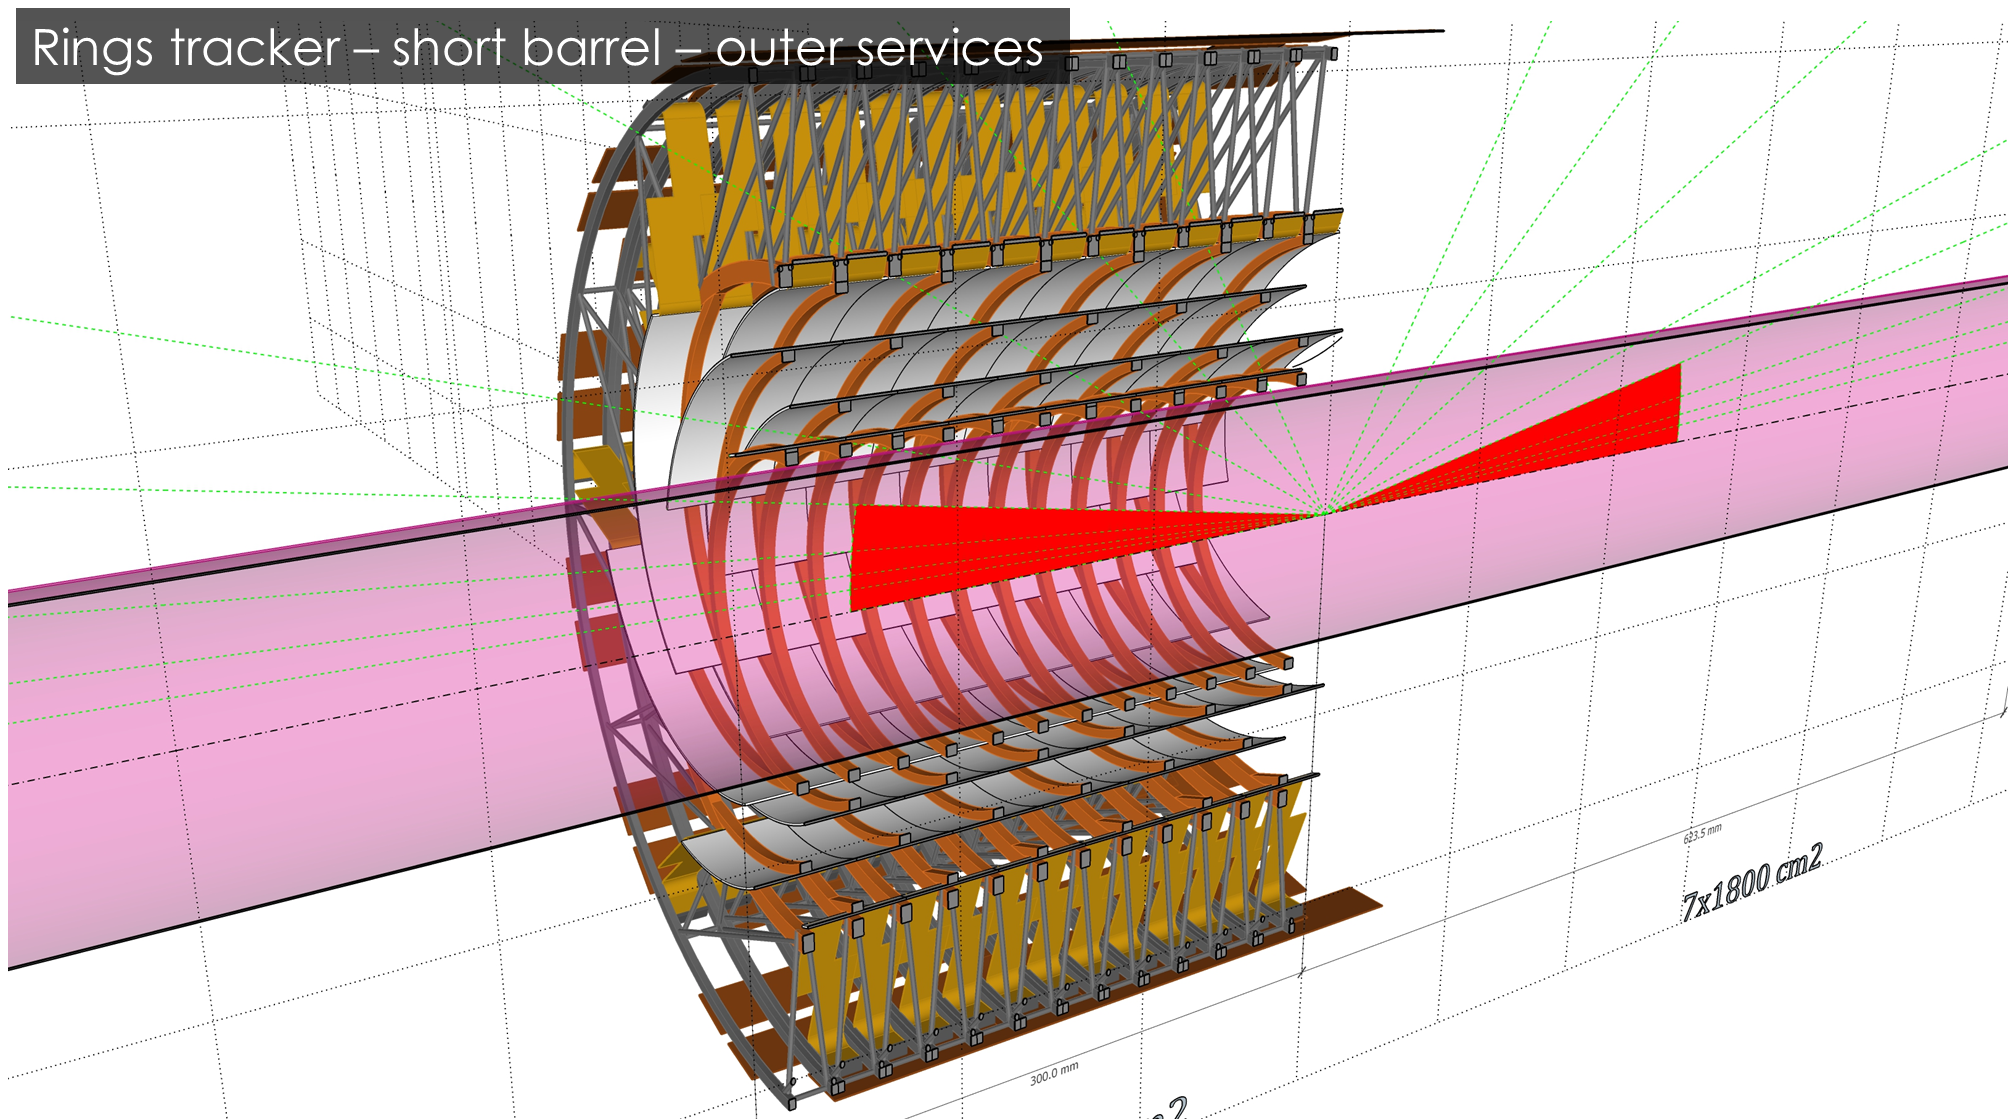 Rings tracker – short barrel – outer services
623.5 mm
7x1800 cm2
300.0 mm